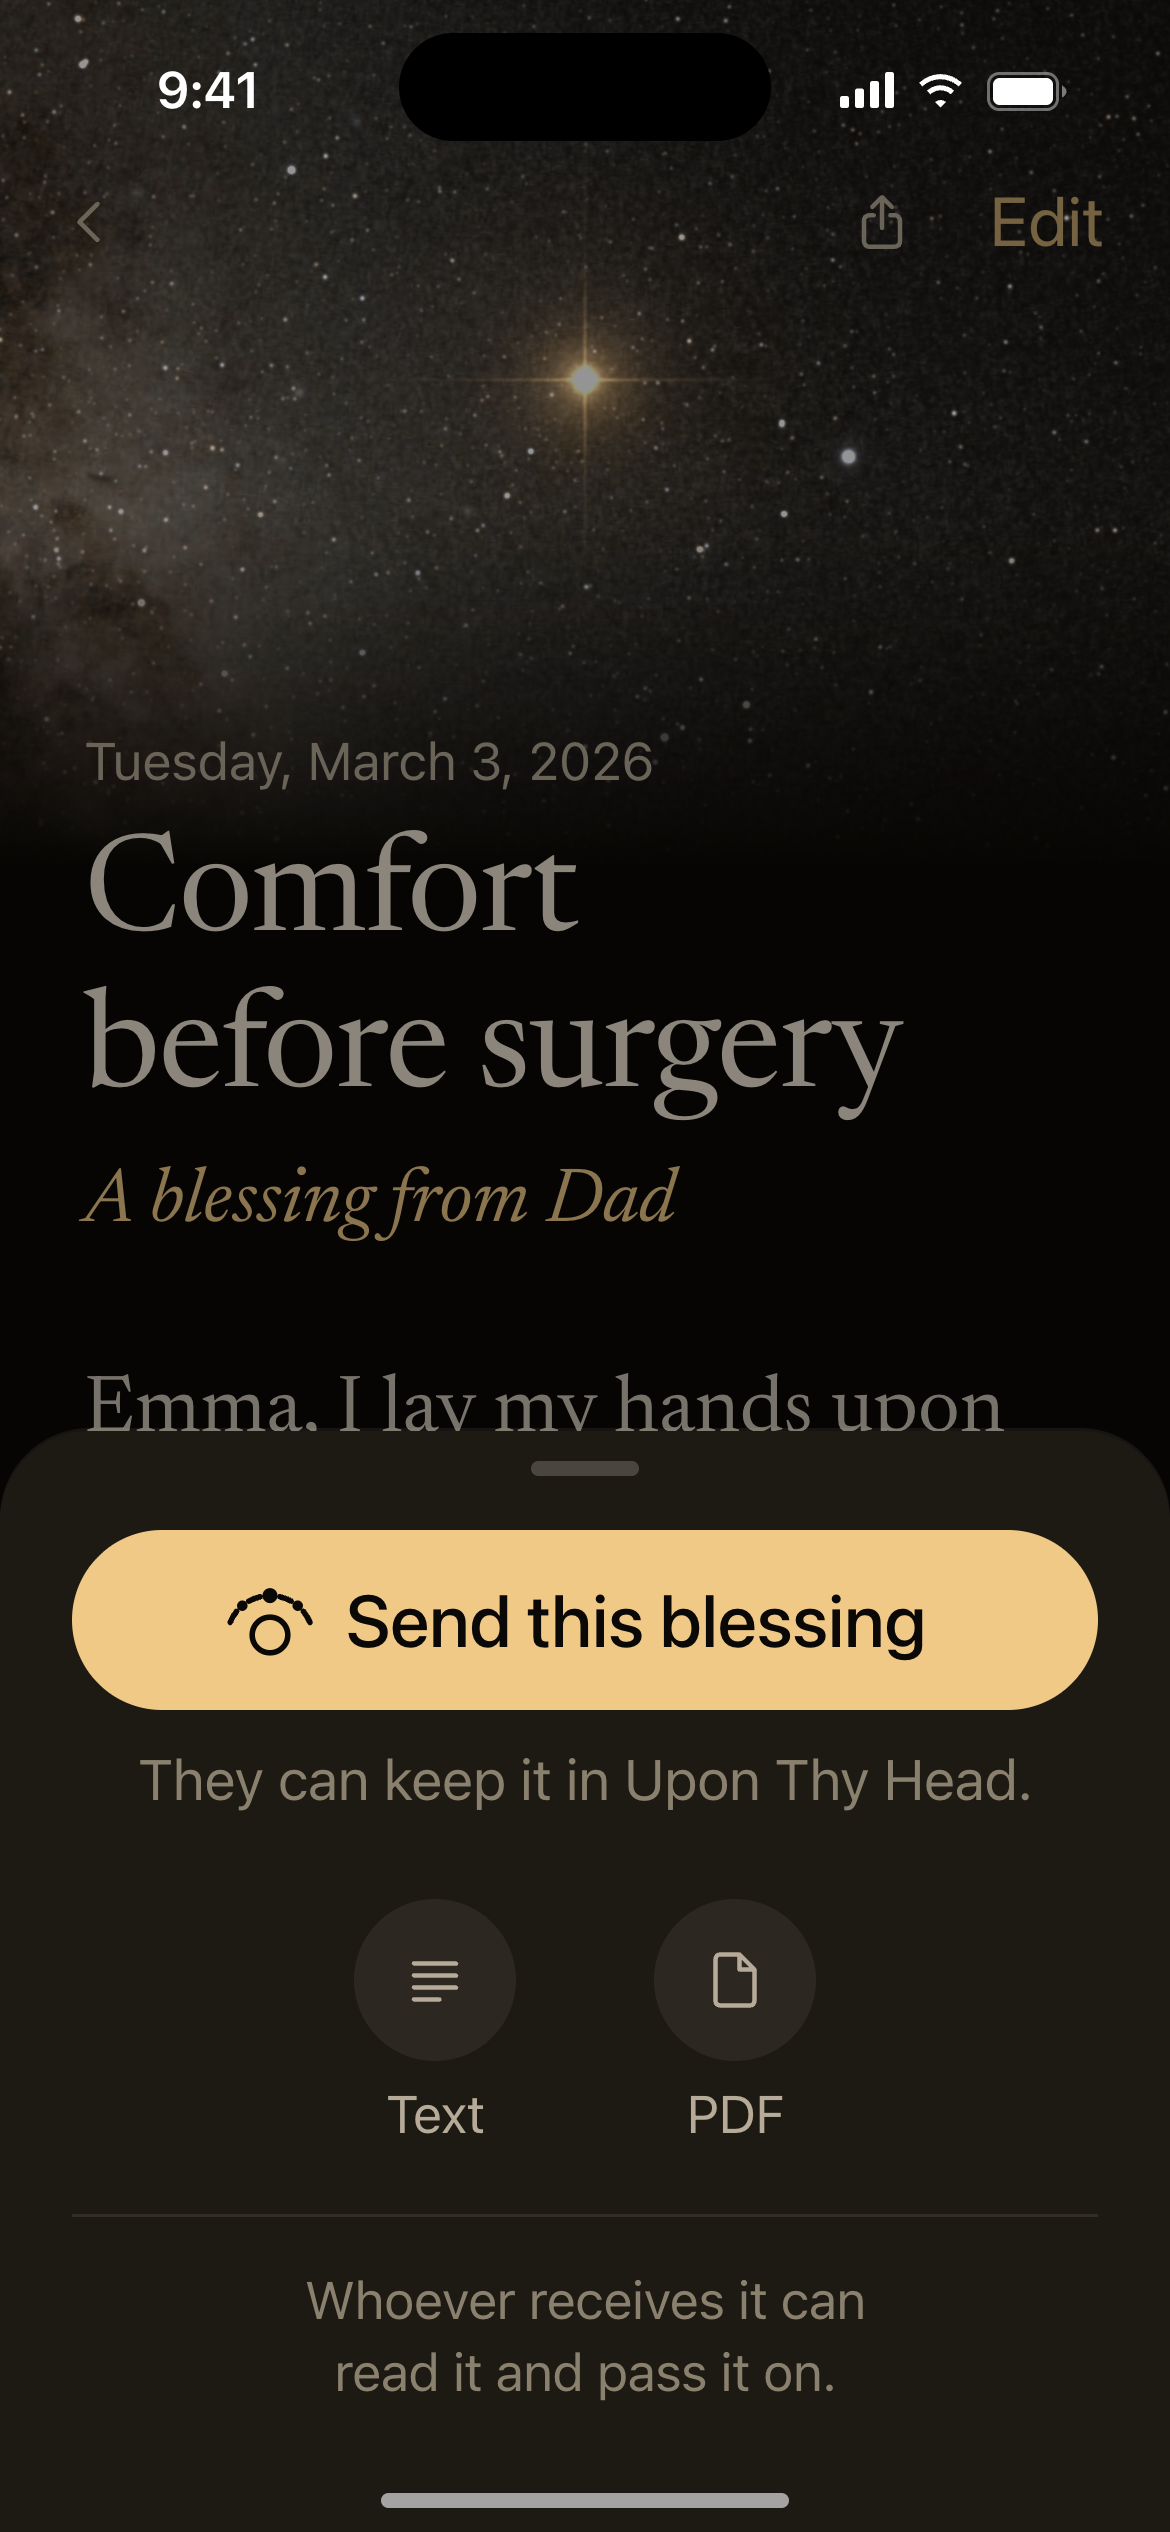 9:41
Edit
Tuesday, March 3, 2026
Comfort
before surgery
A blessing from Dad
Emma, I lay my hands upon
Send this blessing
They can keep it in Upon Thy Head.
Text
PDF
Whoever receives it can
read it and pass it on.